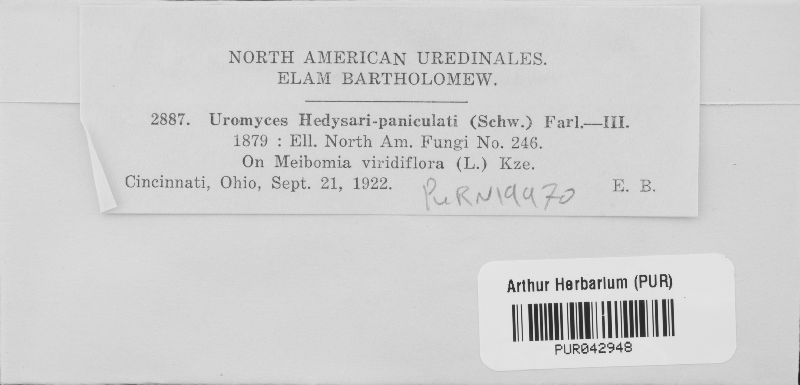 NORTH AMERICAN UREDINALES.
ELAM BARTHOLOMEW.
2887. Uromyces Hedysari-paniculati (Schw.) Farl.—III.
1879 : Ell. North Am. Fungi No. 246.
On Meibomia viridiflora (L.) Kze.
Cincinnati, Ohio, Sept. 21, 1922. E. B.
PURN19970
Arthur Herbarium (PUR)
PUR042948